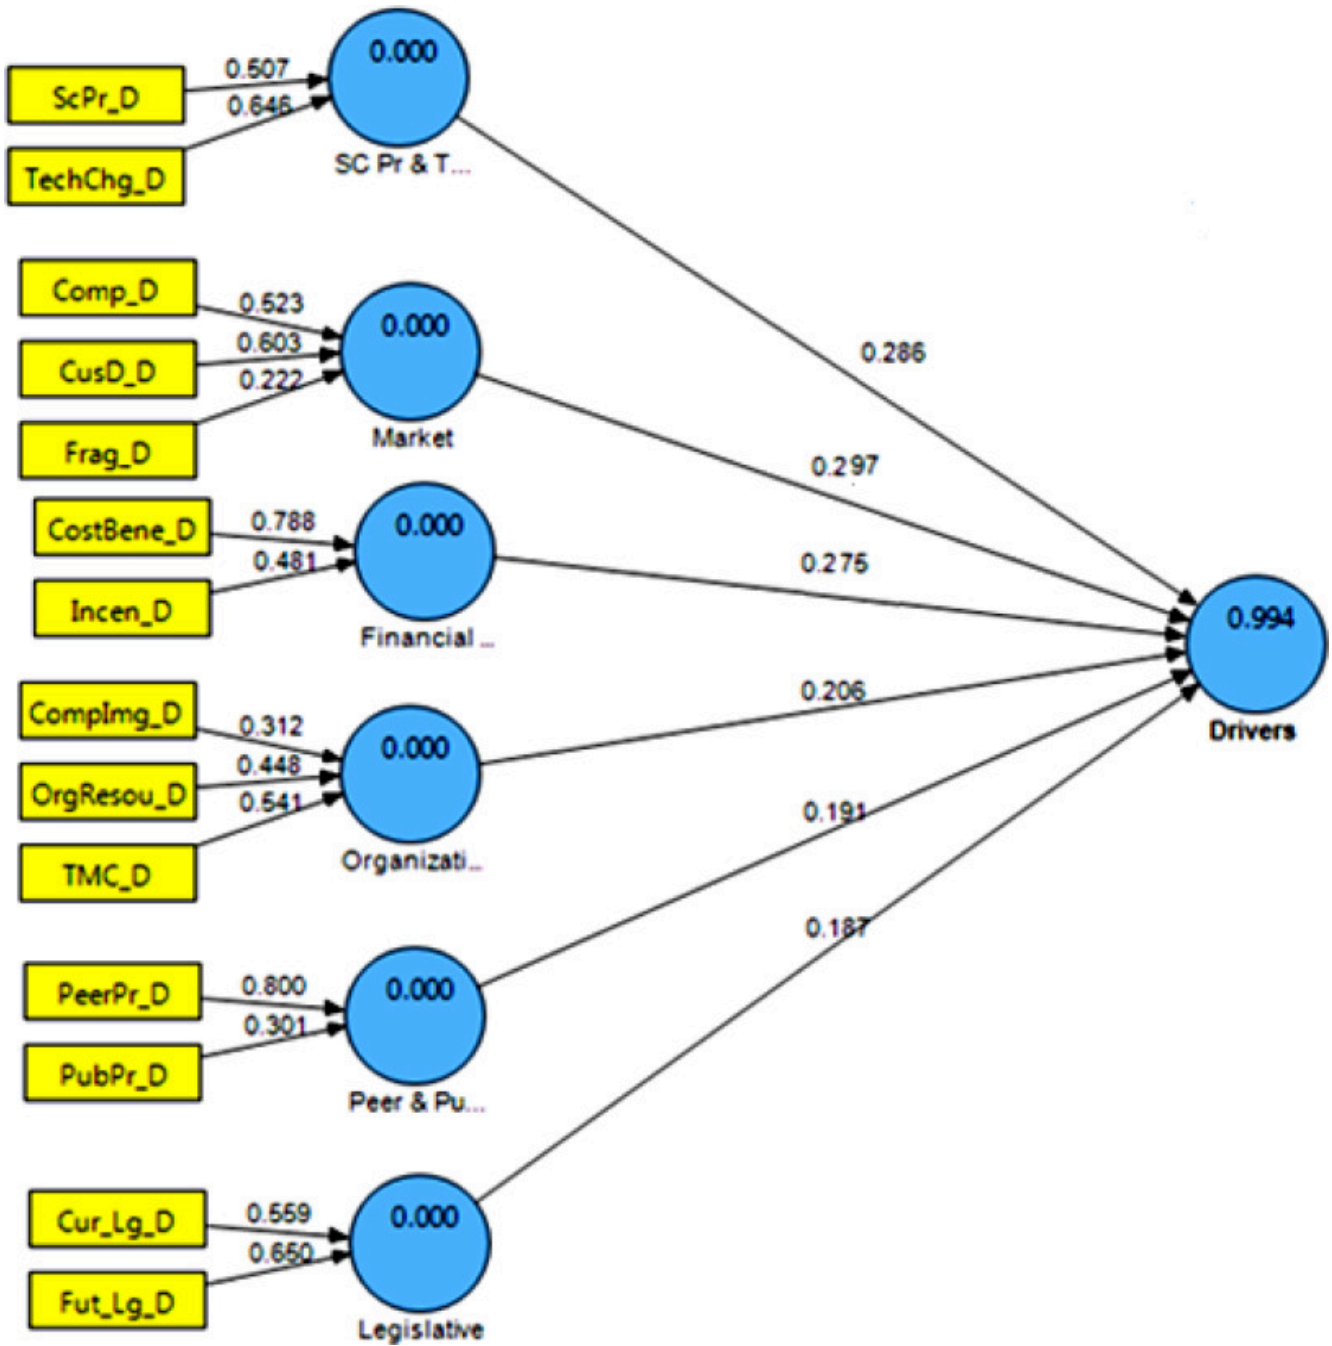 0.000
0.507
ScPr_D
0.646
TechChg_D
SC Pr & T...
Comp_D
0.523
0.000
CusD_D
0.603
0.222
Frag_D
Market
0.286
0.297
CostBene_D
0.788
0.000
0.481
Incen_D
Financial ...
0.275
0.994
Drivers
CompImg_D
0.312
0.000
OrgResou_D
0.448
0.541
TMC_D
Organizati...
0.206
0.191
PeerPr_D
0.800
0.000
0.301
PubPr_D
Peer & Pu...
0.187
Cur_Lg_D
0.559
0.000
0.650
Fut_Lg_D
Legislative